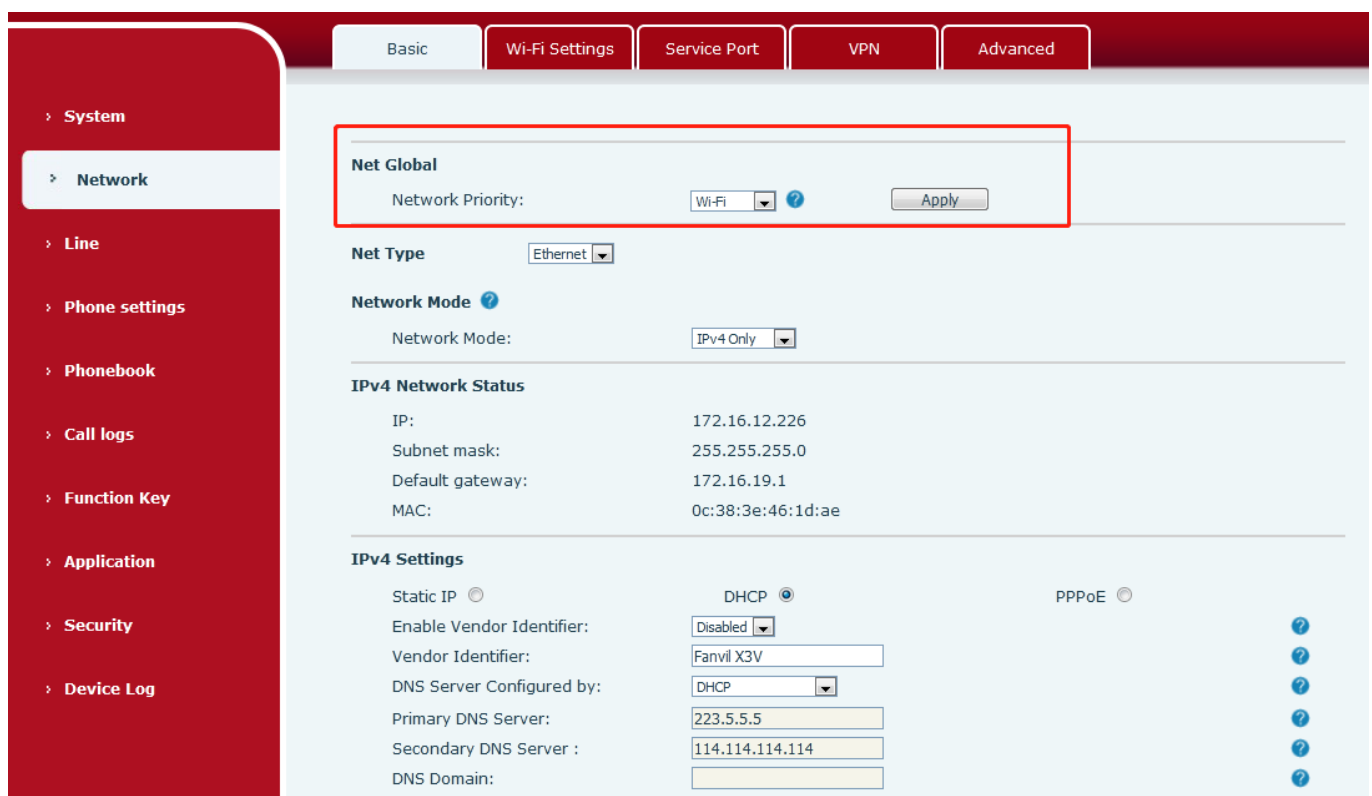 Basic Wi-Fi Settings Service Port VPN Advanced
System
Network
Line
Phone settings
Phonebook
Call logs
Function Key
Application
Security
Device Log
Net Global
Network Priority: Wi-Fi ? Apply
Net Type Ethernet
Network Mode ?
Network Mode: IPv4 Only
IPv4 Network Status
IP: 172.16.12.226
Subnet mask: 255.255.255.0
Default gateway: 172.16.19.1
MAC: 0c:38:3e:46:1d:ae
IPv4 Settings
Static IP DHCP PPPoE
Enable Vendor Identifier: Disabled ?
Vendor Identifier: Fanvil X3V ?
DNS Server Configured by: DHCP ?
Primary DNS Server: 223.5.5.5 ?
Secondary DNS Server : 114.114.114.114 ?
DNS Domain: ?